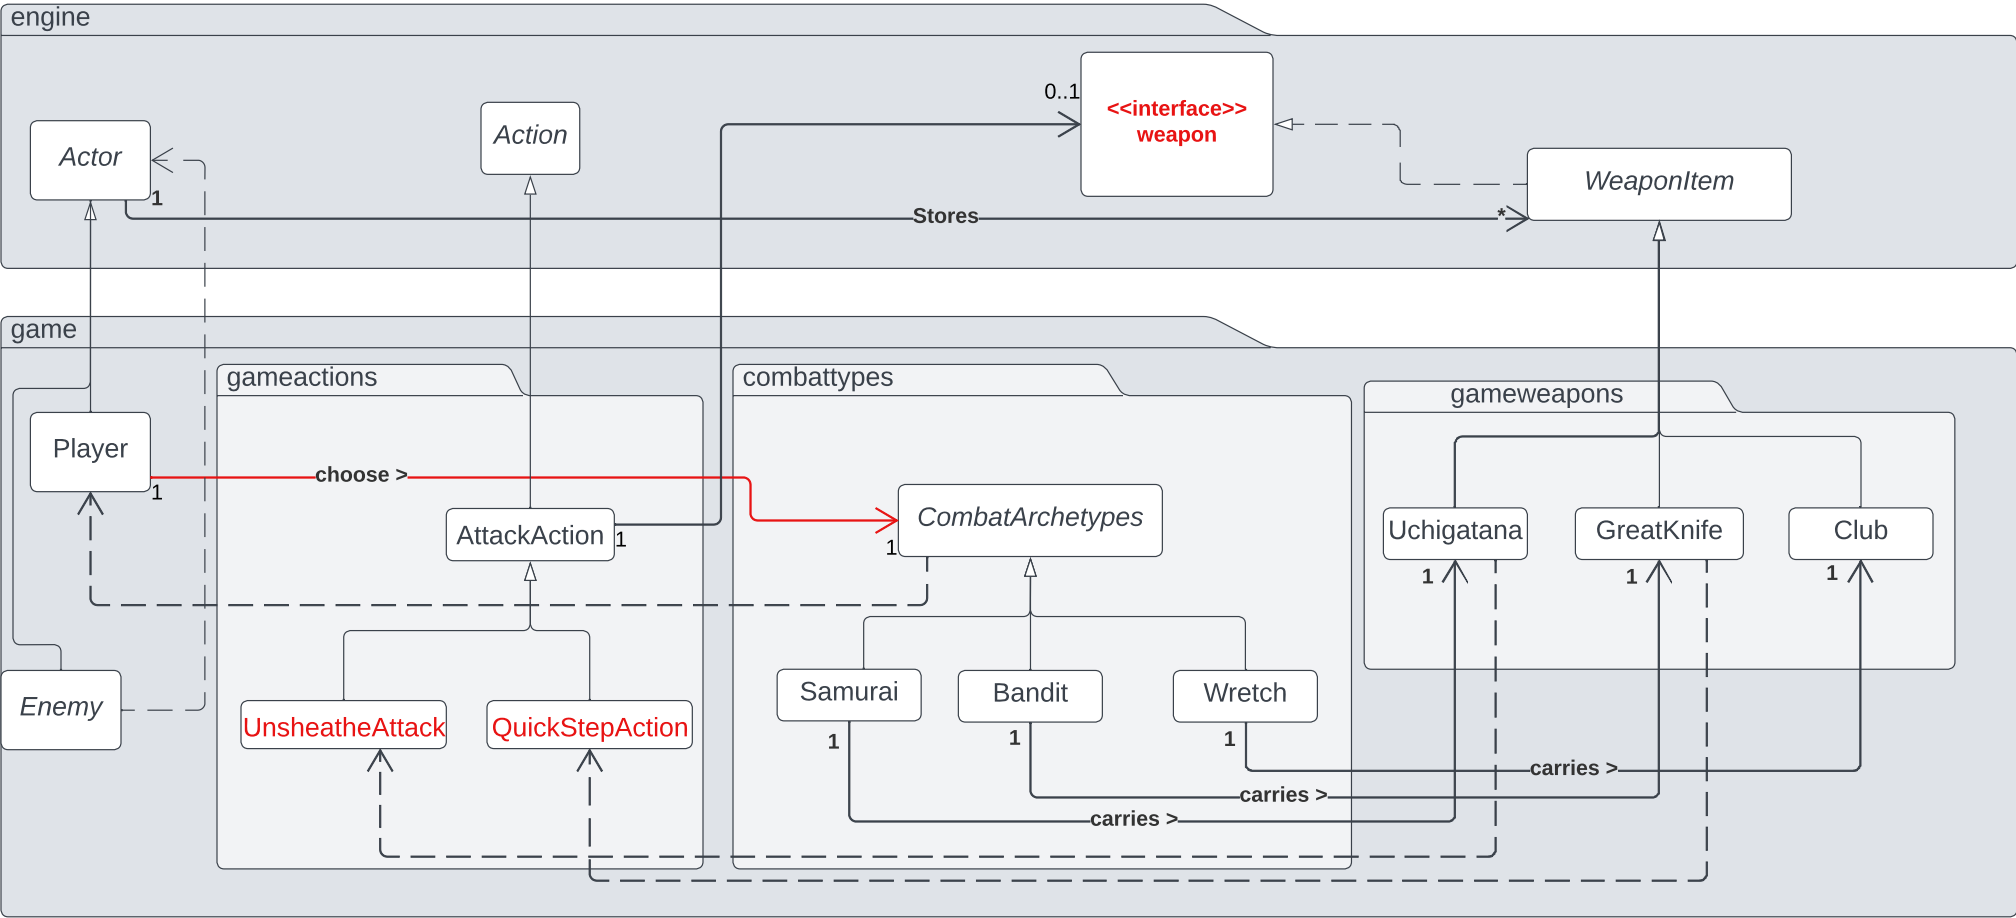 engine
0..1
<<interface>>
weapon
Action
Actor
WeaponItem
1
Stores
*
game
gameactions
combattypes
gameweapons
Player
choose >
1
CombatArchetypes
AttackAction
1
1
Uchigatana
GreatKnife
Club
1
1
1
Samurai
Bandit
Wretch
Enemy
UnsheatheAttack
QuickStepAction
1
1
1
carries >
carries >
carries >